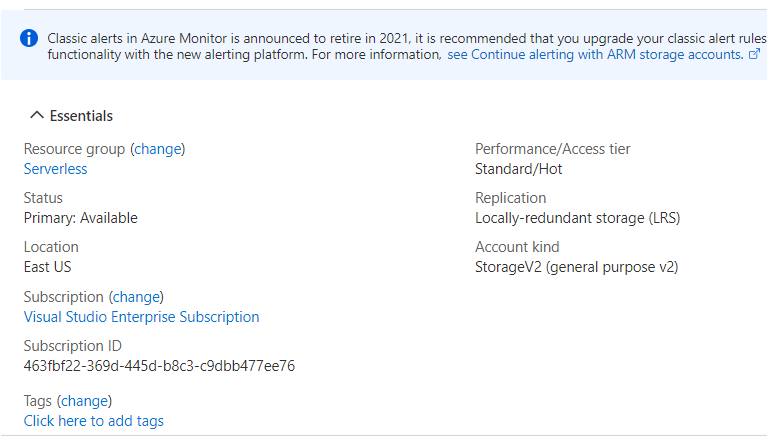 Classic alerts in Azure Monitor is announced to retire in 2021, it is recommended that you upgrade your classic alert rules
functionality with the new alerting platform. For more information, see Continue alerting with ARM storage accounts.
Essentials
Resource group (change)
Serverless
Status
Primary: Available
Location
East US
Subscription (change)
Visual Studio Enterprise Subscription
Subscription ID
463fbf22-369d-445d-b8c3-c9dbb477ee76
Tags (change)
Click here to add tags
Performance/Access tier
Standard/Hot
Replication
Locally-redundant storage (LRS)
Account kind
StorageV2 (general purpose v2)